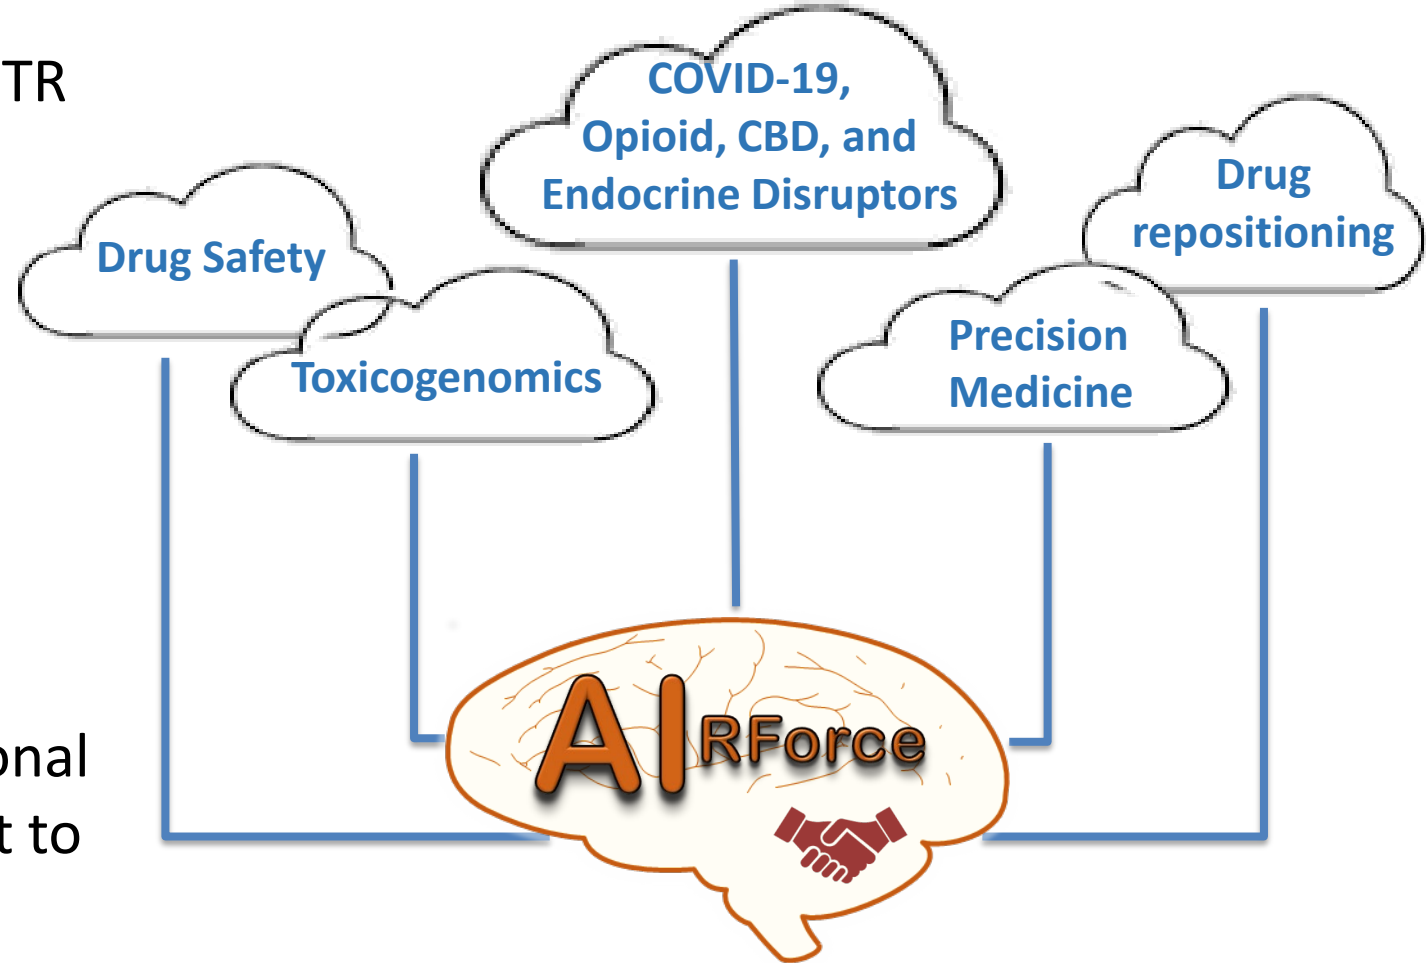 TR
COVID-19,
Opioid, CBD, and
Endocrine Disruptors
Drug
repositioning
Drug Safety
Toxicogenomics
Precision
Medicine
AIRForce
onal
t to